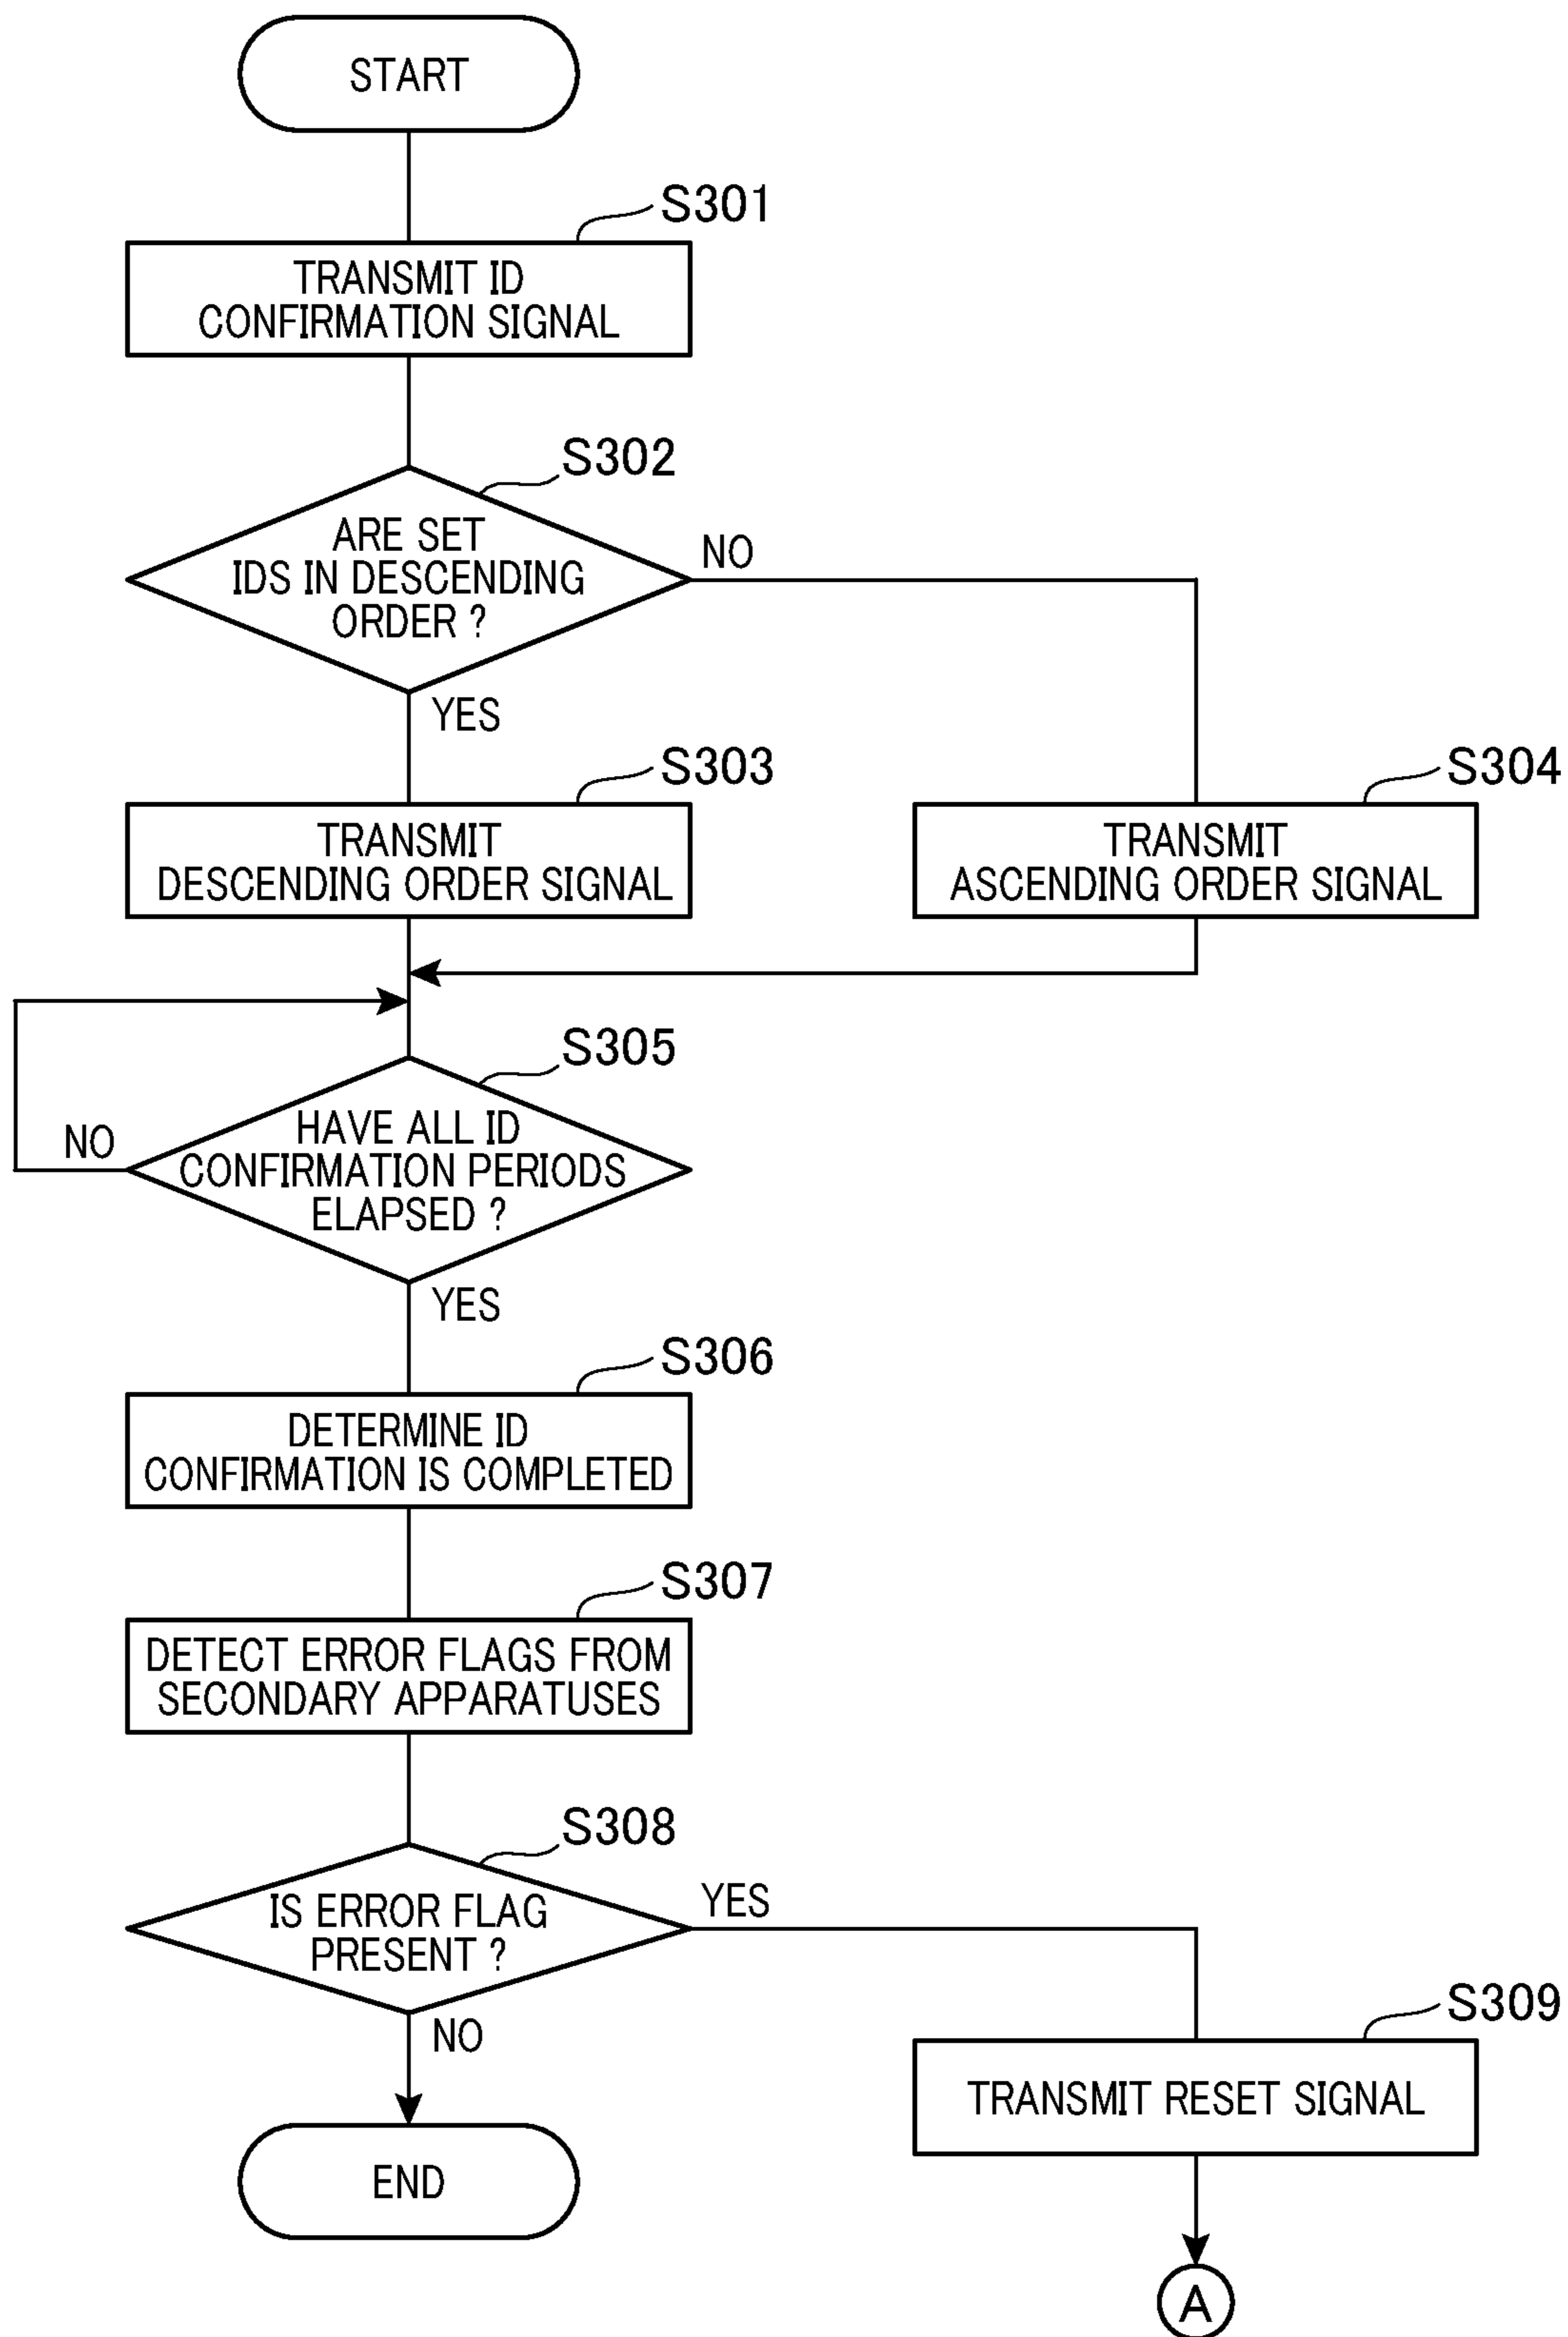 START
S301
TRANSMIT ID
CONFIRMATION SIGNAL
S302
ARE SET
IDS IN DESCENDING
ORDER ?
NO
YES
S303
TRANSMIT
DESCENDING ORDER SIGNAL
S304
TRANSMIT
ASCENDING ORDER SIGNAL
S305
HAVE ALL ID
CONFIRMATION PERIODS
ELAPSED ?
NO
YES
S306
DETERMINE ID
CONFIRMATION IS COMPLETED
S307
DETECT ERROR FLAGS FROM
SECONDARY APPARATUSES
S308
IS ERROR FLAG
PRESENT ?
YES
NO
S309
TRANSMIT RESET SIGNAL
END
A